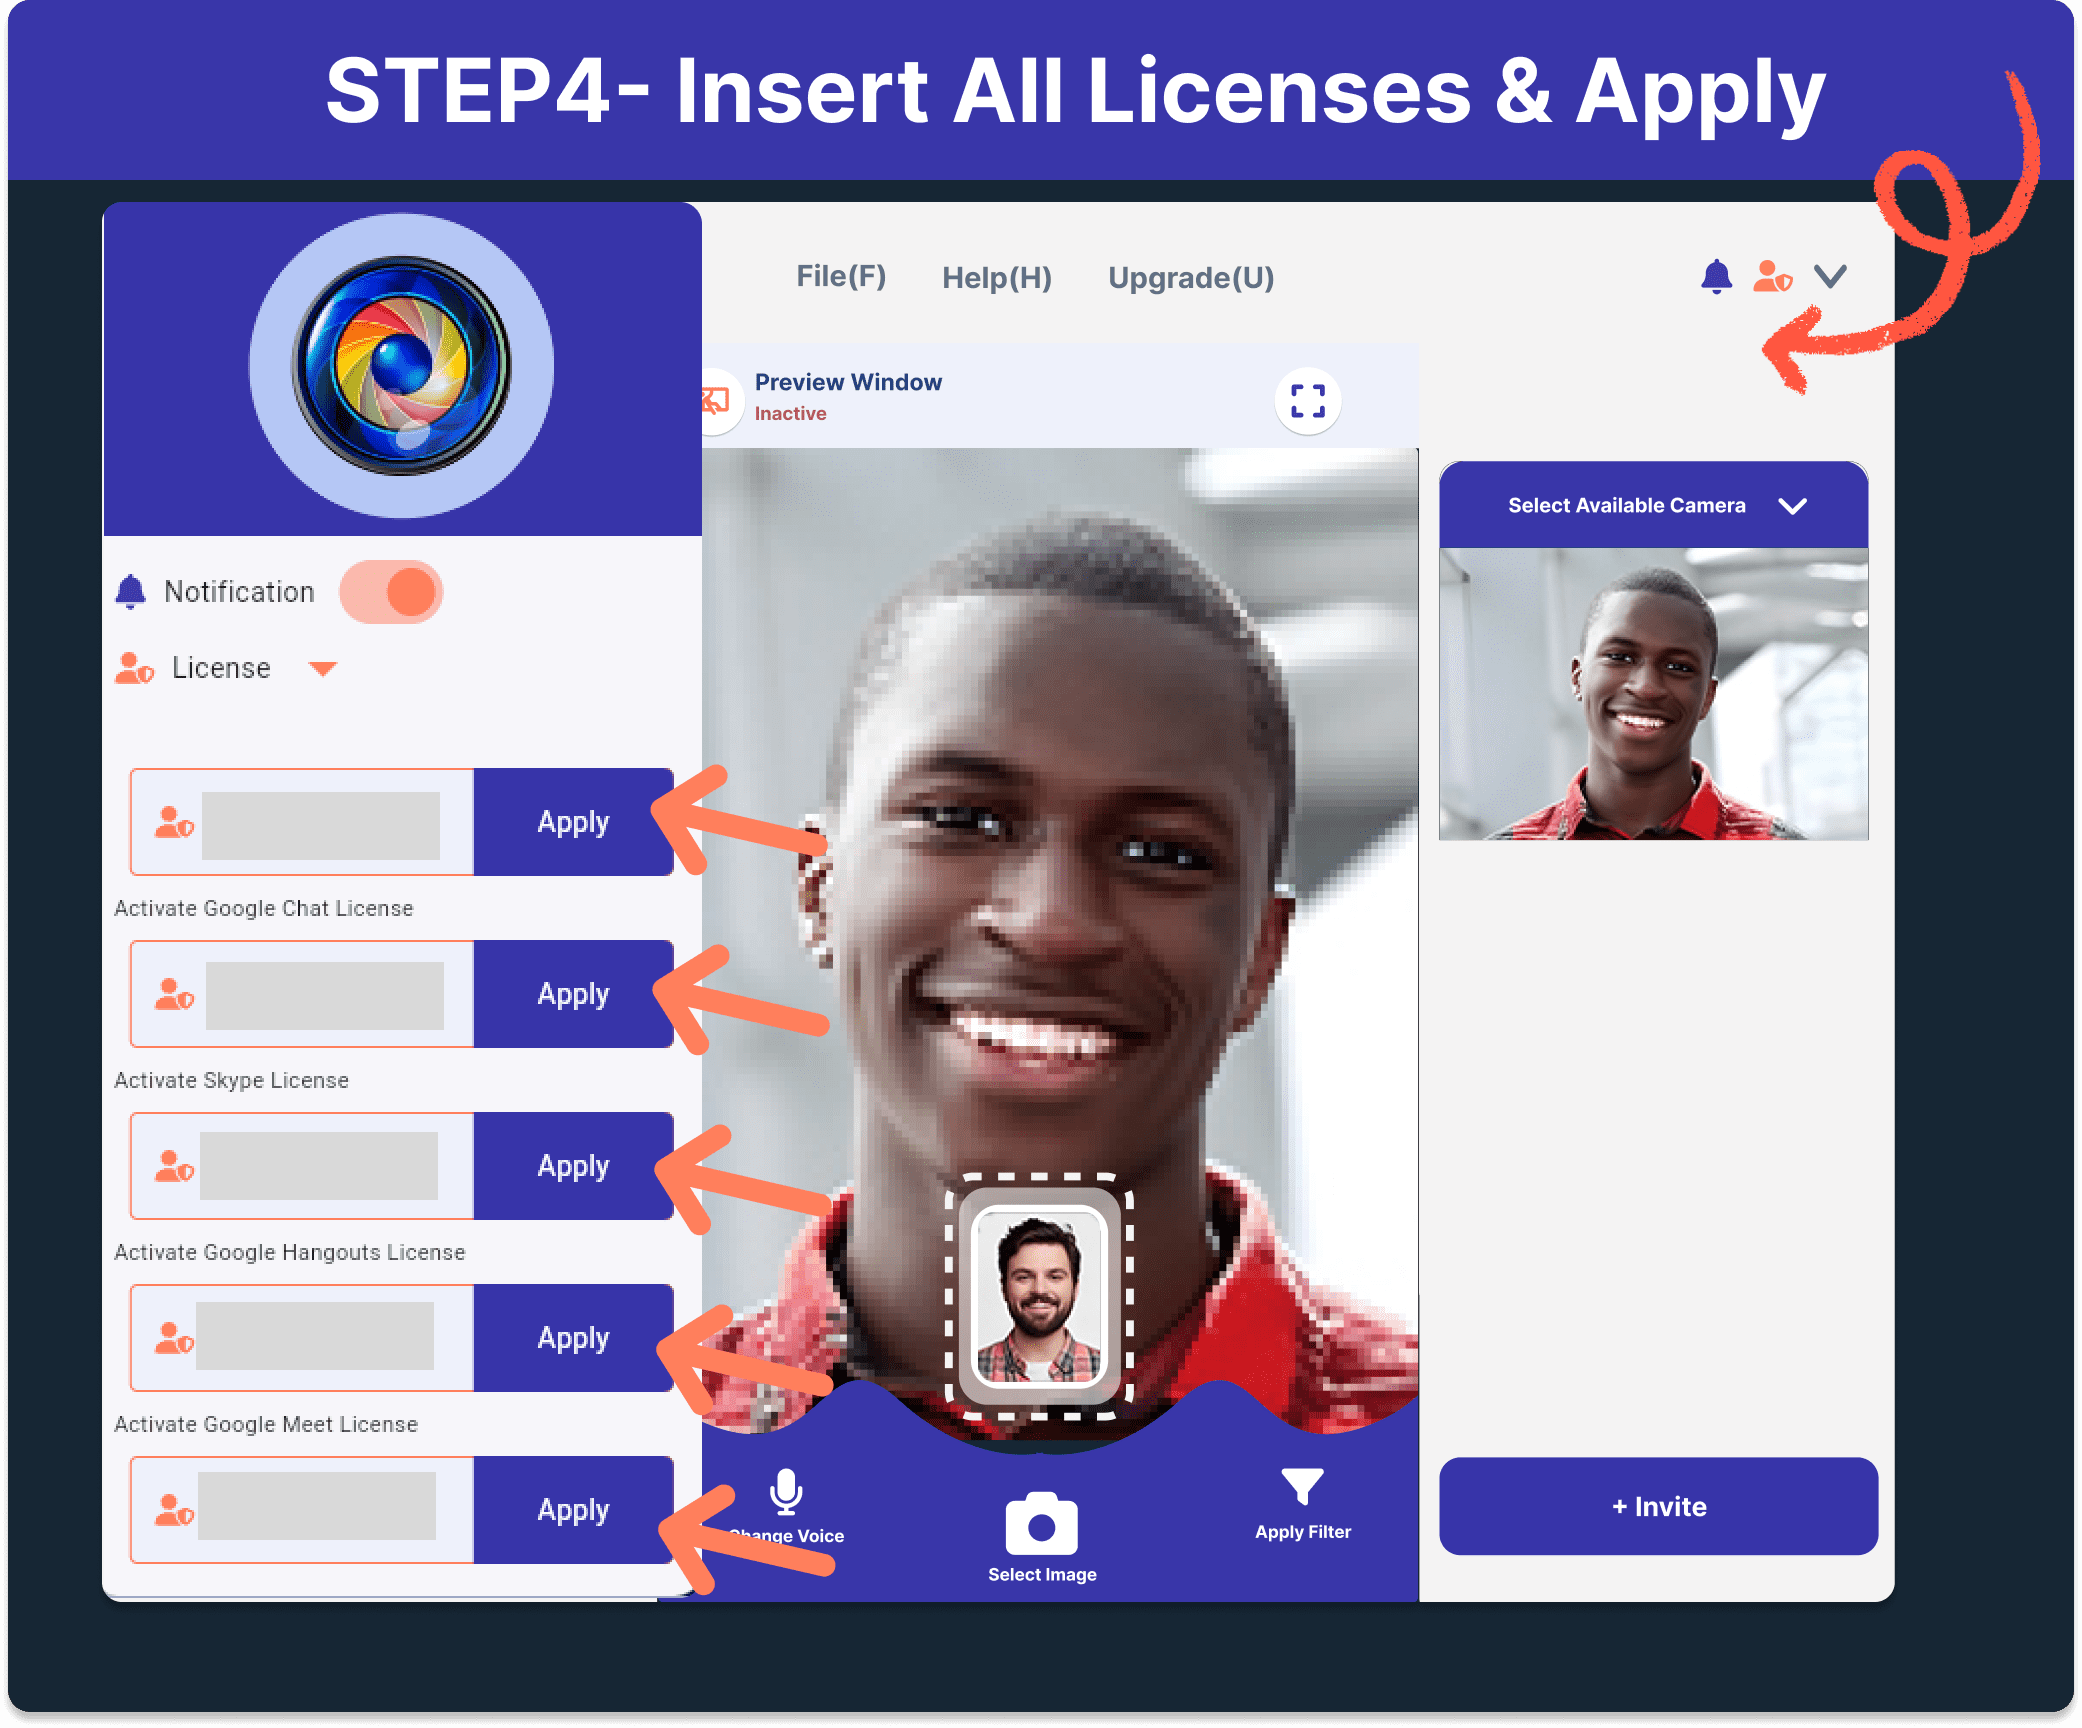 STEP4- Insert All Licenses & Apply
File(F) Help(H) Upgrade(U)
Preview Window
Inactive
Select Available Camera
Notification
License
Apply
Activate Google Chat License
Apply
Activate Skype License
Apply
Activate Google Hangouts License
Apply
Activate Google Meet License
Apply
Change Voice
Select Image
Apply Filter
+ Invite